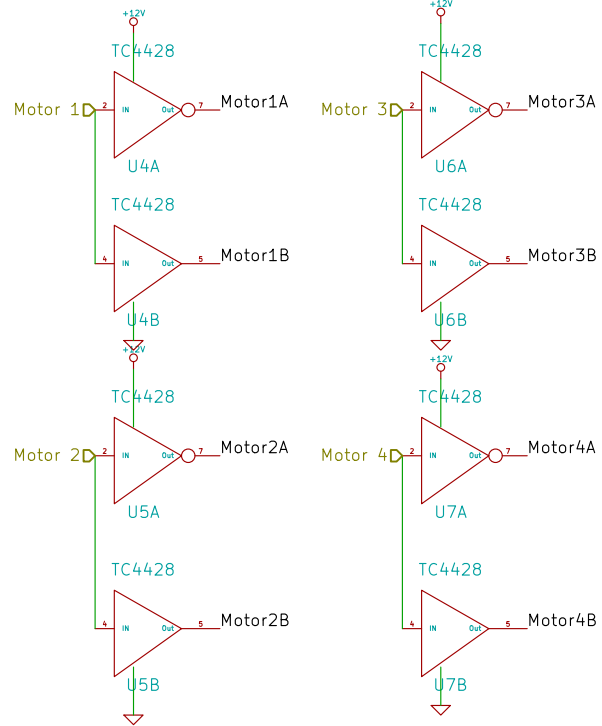 +12V
TC4428
Motor 1
2
IN
Out
7
Motor1A
U4A
TC4428
4
IN
Out
5
Motor1B
U4B
+12V
TC4428
Motor 3
2
IN
Out
7
Motor3A
U6A
TC4428
4
IN
Out
5
Motor3B
U6B
+12V
TC4428
Motor 2
2
IN
Out
7
Motor2A
U5A
TC4428
4
IN
Out
5
Motor2B
U5B
+12V
TC4428
Motor 4
2
IN
Out
7
Motor4A
U7A
TC4428
4
IN
Out
5
Motor4B
U7B